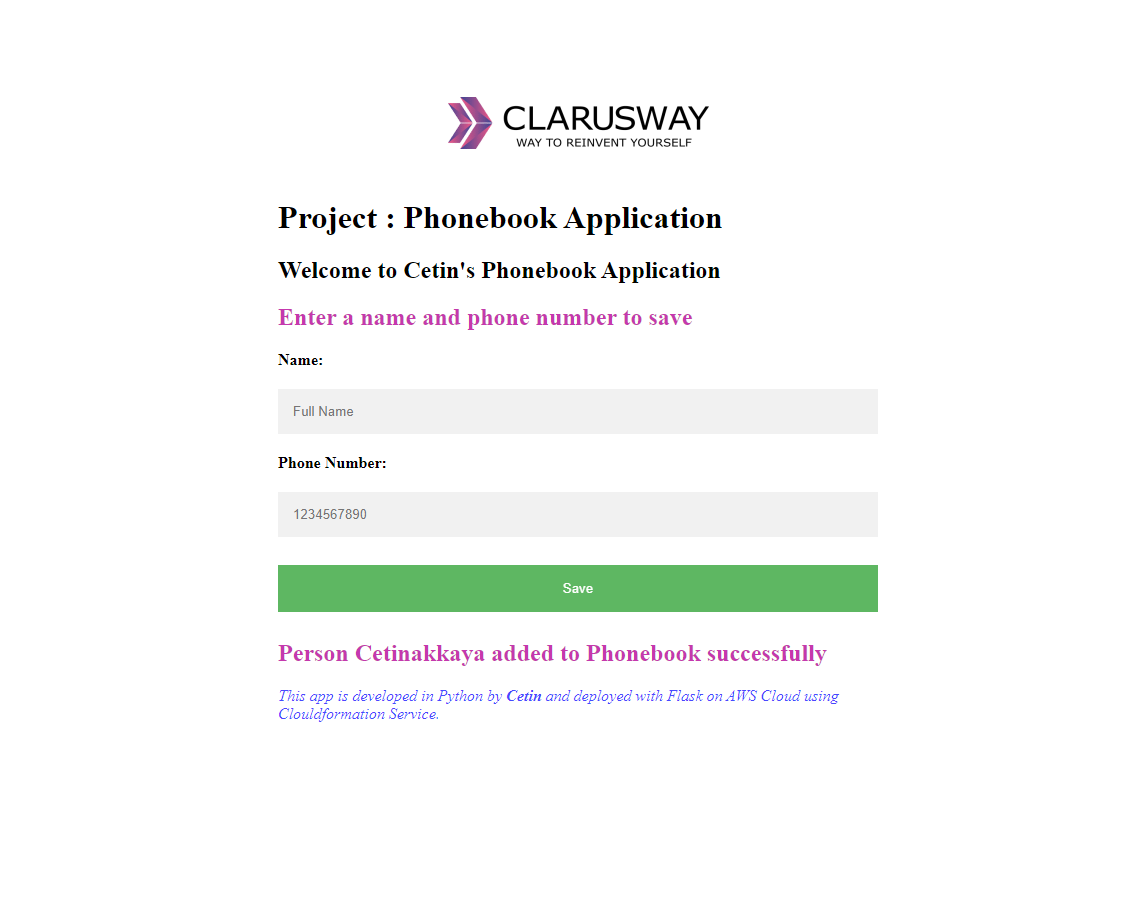 CLARUSWAY
WAY TO REINVENT YOURSELF
Project : Phonebook Application
Welcome to Cetin's Phonebook Application
Enter a name and phone number to save
Name:
Full Name
Phone Number:
1234567890
Save
Person Cetinakkaya added to Phonebook successfully
This app is developed in Python by Cetin and deployed with Flask on AWS Cloud using
Clouldformation Service.